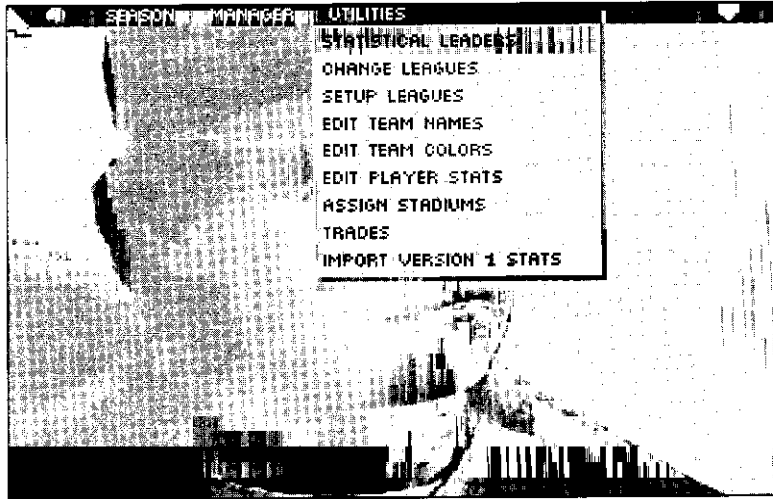 SEASON MANAGER UTILITIES
STATISTICAL LEADERS
CHANGE LEAGUES
SETUP LEAGUES
EDIT TEAM NAMES
EDIT TEAM COLORS
EDIT PLAYER STATS
ASSIGN STADIUMS
TRADES
IMPORT VERSION 1 STATS